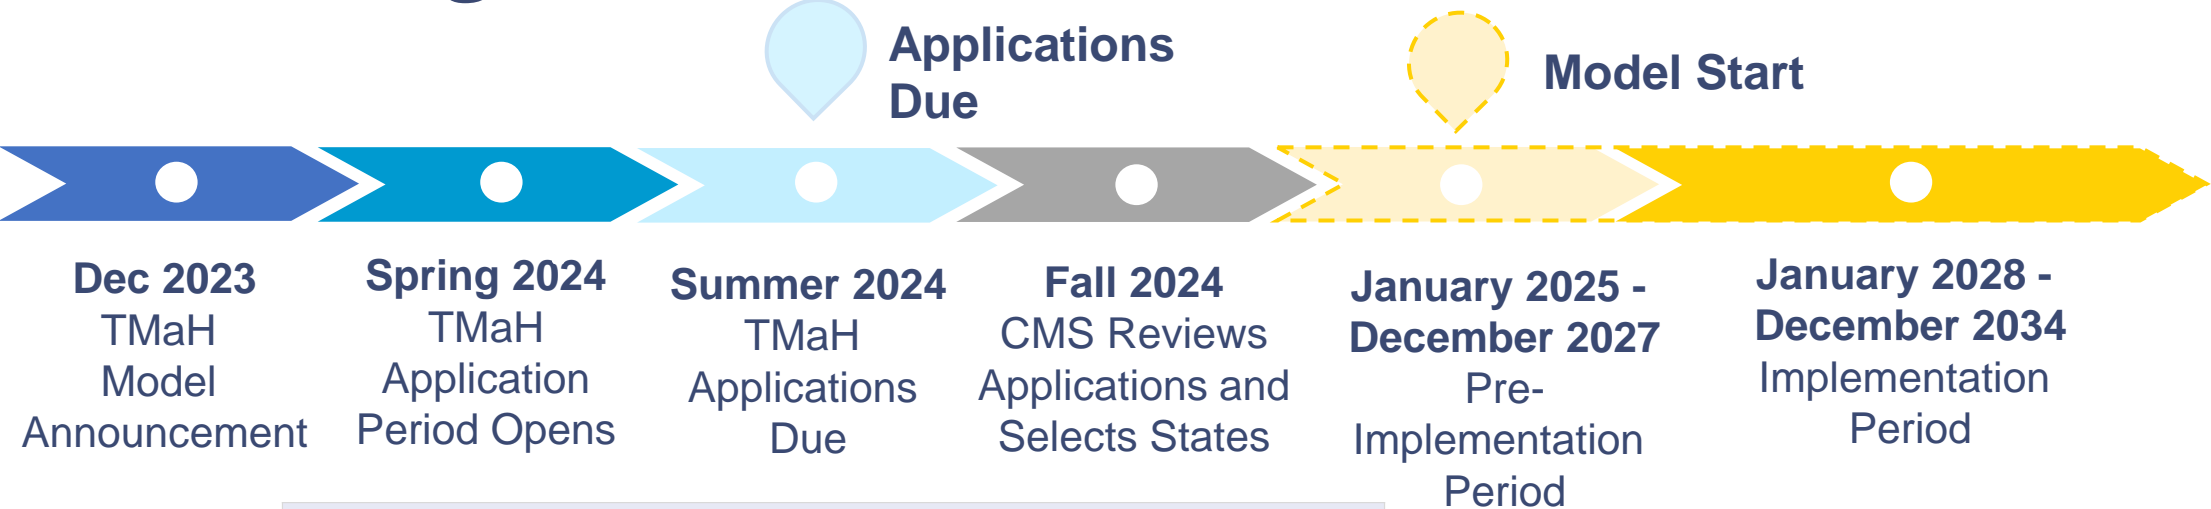 Applications
Due
Model Start
Dec 2023
TMaH
Model
Announcement
Spring 2024
TMaH
Application
Period Opens
Summer 2024
TMaH
Applications
Due
Fall 2024
CMS Reviews
Applications and
Selects States
January 2025 -
December 2027
Pre-
Implementation
Period
January 2028 -
December 2034
Implementation
Period